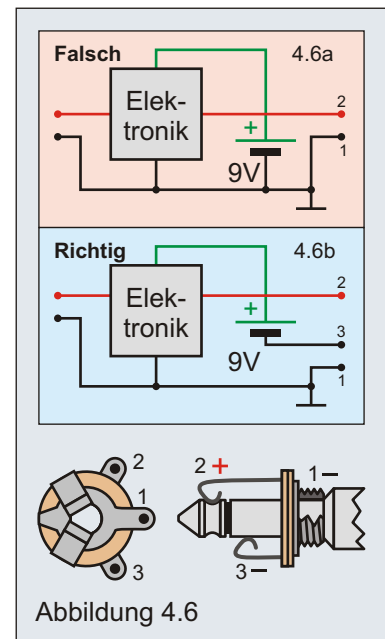 Falsch 4.6a
Elek-
tronik
2
+
1
9V
Richtig 4.6b
2
Elek-
tronik
+
3
9V
1
2
1
3
2 +
1 −
3 −
Abbildung 4.6